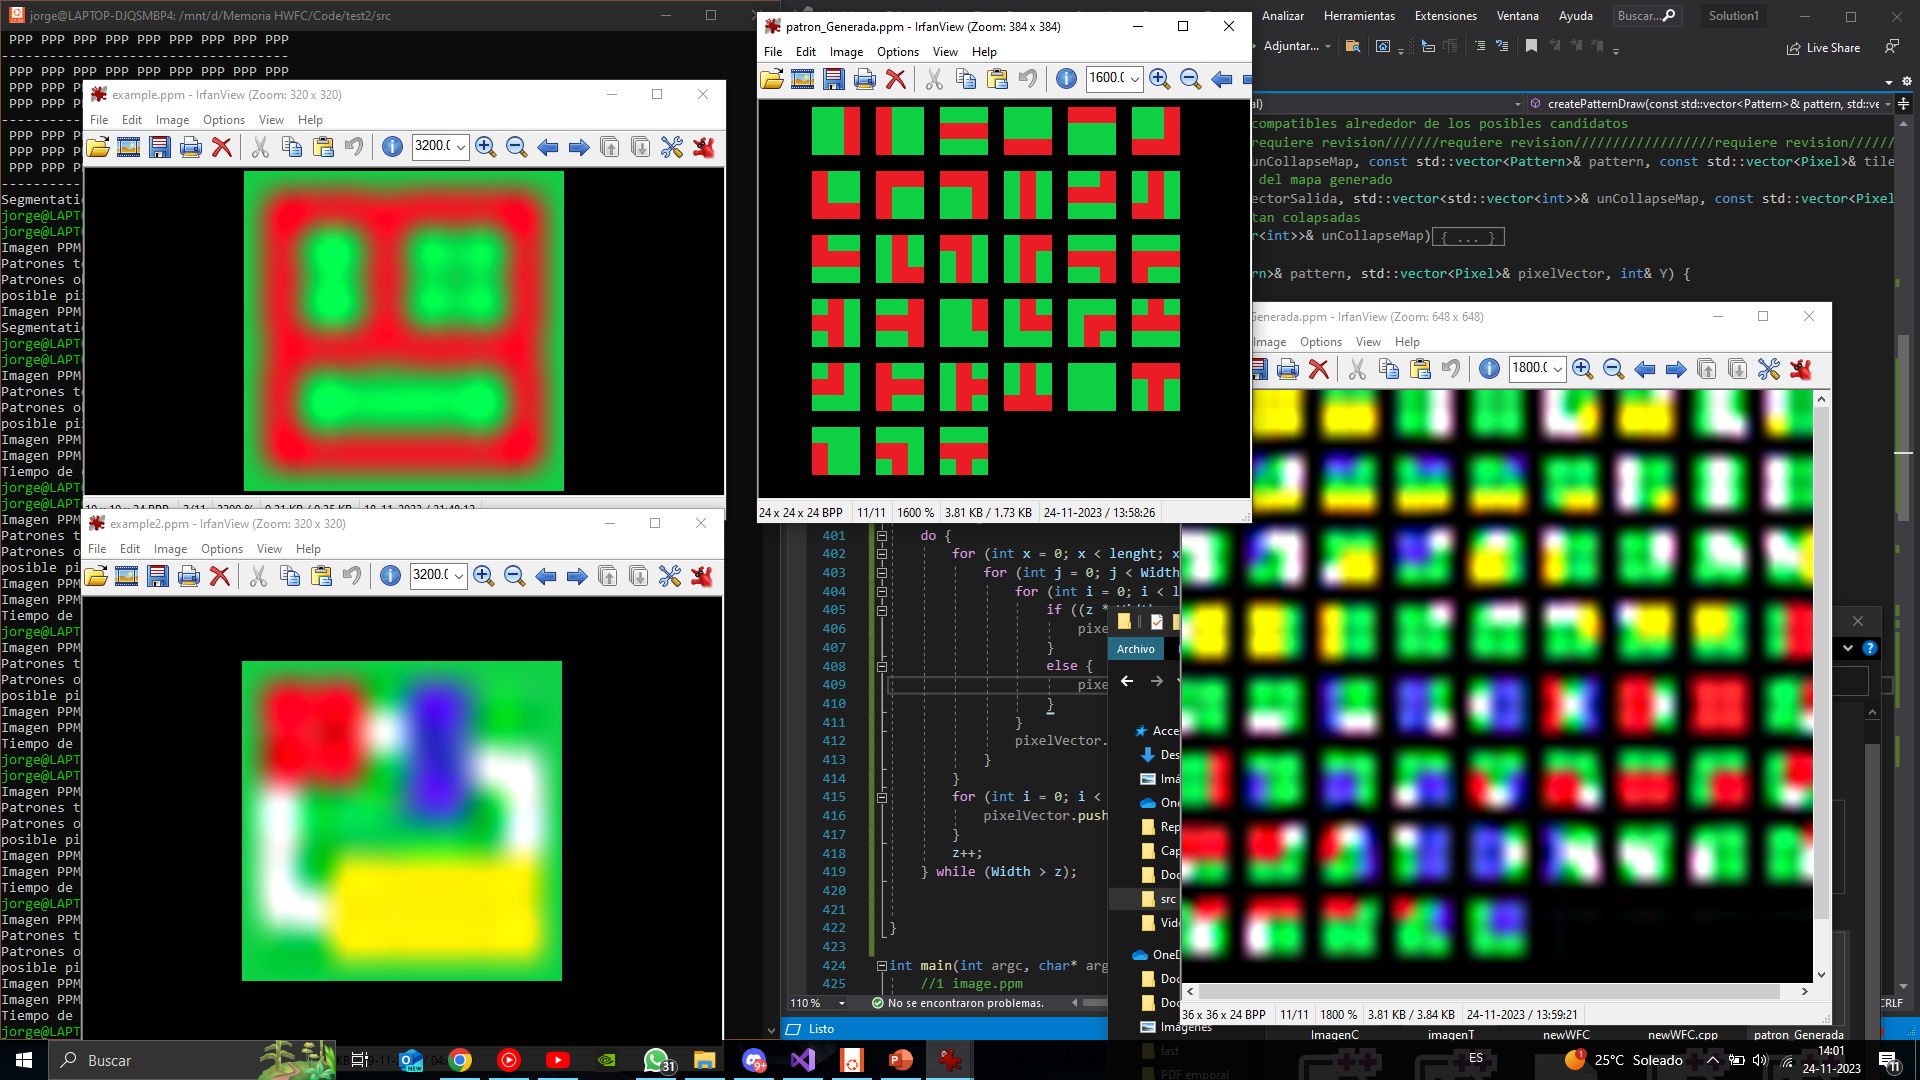 jorge@LAPTOP-DJQSMBP4: /mnt/d/Memoria HWFC/Code/test2/src
PPP PPP PPP PPP PPP PPP PPP PPP PPP
------------------------------------
PPP PPP PPP PPP PPP PPP PPP PPP PPP
example.ppm - IrfanView (Zoom: 320 x 320)
File Edit Image Options View Help
3200.0
example2.ppm - IrfanView (Zoom: 320 x 320)
File Edit Image Options View Help
3200.0
patron_Generada.ppm - IrfanView (Zoom: 384 x 384)
File Edit Image Options View Help
1600.0
24 x 24 x 24 BPP 11/11 1600 % 3.81 KB / 1.73 KB 24-11-2023 / 13:58:26
Analizar Herramientas Extensiones Ventana Ayuda Buscar... Solution1
Adjuntar... Live Share
createPatternDraw(const std::vector<Pattern>& pattern, std::ve
compatibles alrededor de los posibles candidatos
requiere revision///////requiere revision//////////////////requiere revision///
unCollapseMap, const std::vector<Pattern>& pattern, const std::vector<Pixel>& tile
del mapa generado
ectorSalida, std::vector<std::vector<int>>& unCollapseMap, const std::vector<Pixel
tan colapsadas
r<int>>& unCollapseMap) { ... }
n>& pattern, std::vector<Pixel>& pixelVector, int& Y) {
Generada.ppm - IrfanView (Zoom: 648 x 648)
Image Options View Help
1800.0
36 x 36 x 24 BPP 11/11 1800 % 3.81 KB / 3.84 KB 24-11-2023 / 13:59:21
401 do {
402 for (int x = 0; x < lenght; x
403 for (int j = 0; j < Width
404 for (int i = 0; i < l
405 if ((z *
406 pixe
407 }
408 else {
409 pixe
410 }
411 }
412 pixelVector.
413 }
414 }
415 for (int i = 0; i <
416 pixelVector.push
417 }
418 z++;
419 } while (Width > z);
420
421
422 }
423
424 int main(int argc, char* arg
425 //1 image.ppm
110 % No se encontraron problemas.
CRLF
Listo
Archivo
Acce
Des
Imá
One
Rep
Cap
Doc
src
Vide
OneD
Doc
Doc
Imágenes
last
PDF emporal
ImagenC imagenT newWFC newWFC.cpp patron_Generada
Segmentati
jorge@LAPT
jorge@LAPT
Imagen PPM
Patrones t
Patrones o
posible pi
Imagen PPM
Segmentati
jorge@LAPT
jorge@LAPT
Imagen PPM
Patrones t
Patrones o
posible pi
Imagen PPM
Imagen PPM
Tiempo de
jorge@LAPT
jorge@LAPT
Imagen PPM
Patrones t
Patrones o
posible pi
Imagen PPM
Imagen PPM
Tiempo de
jorge@LAPT
Imagen PPM
Patrones t
Patrones o
posible pi
Imagen PPM
Imagen PPM
Tiempo de
jorge@LAPT
jorge@LAPT
Imagen PPM
Patrones t
Patrones o
posible pi
Imagen PPM
Imagen PPM
Tiempo de
jorge@LAPT
Imagen PPM
Patrones t
Patrones o
posible pi
Imagen PPM
Imagen PPM
Tiempo de
jorge@LAPT
Buscar
31
9+
NEW
1
25°C Soleado
ES
14:01
24-11-2023
11